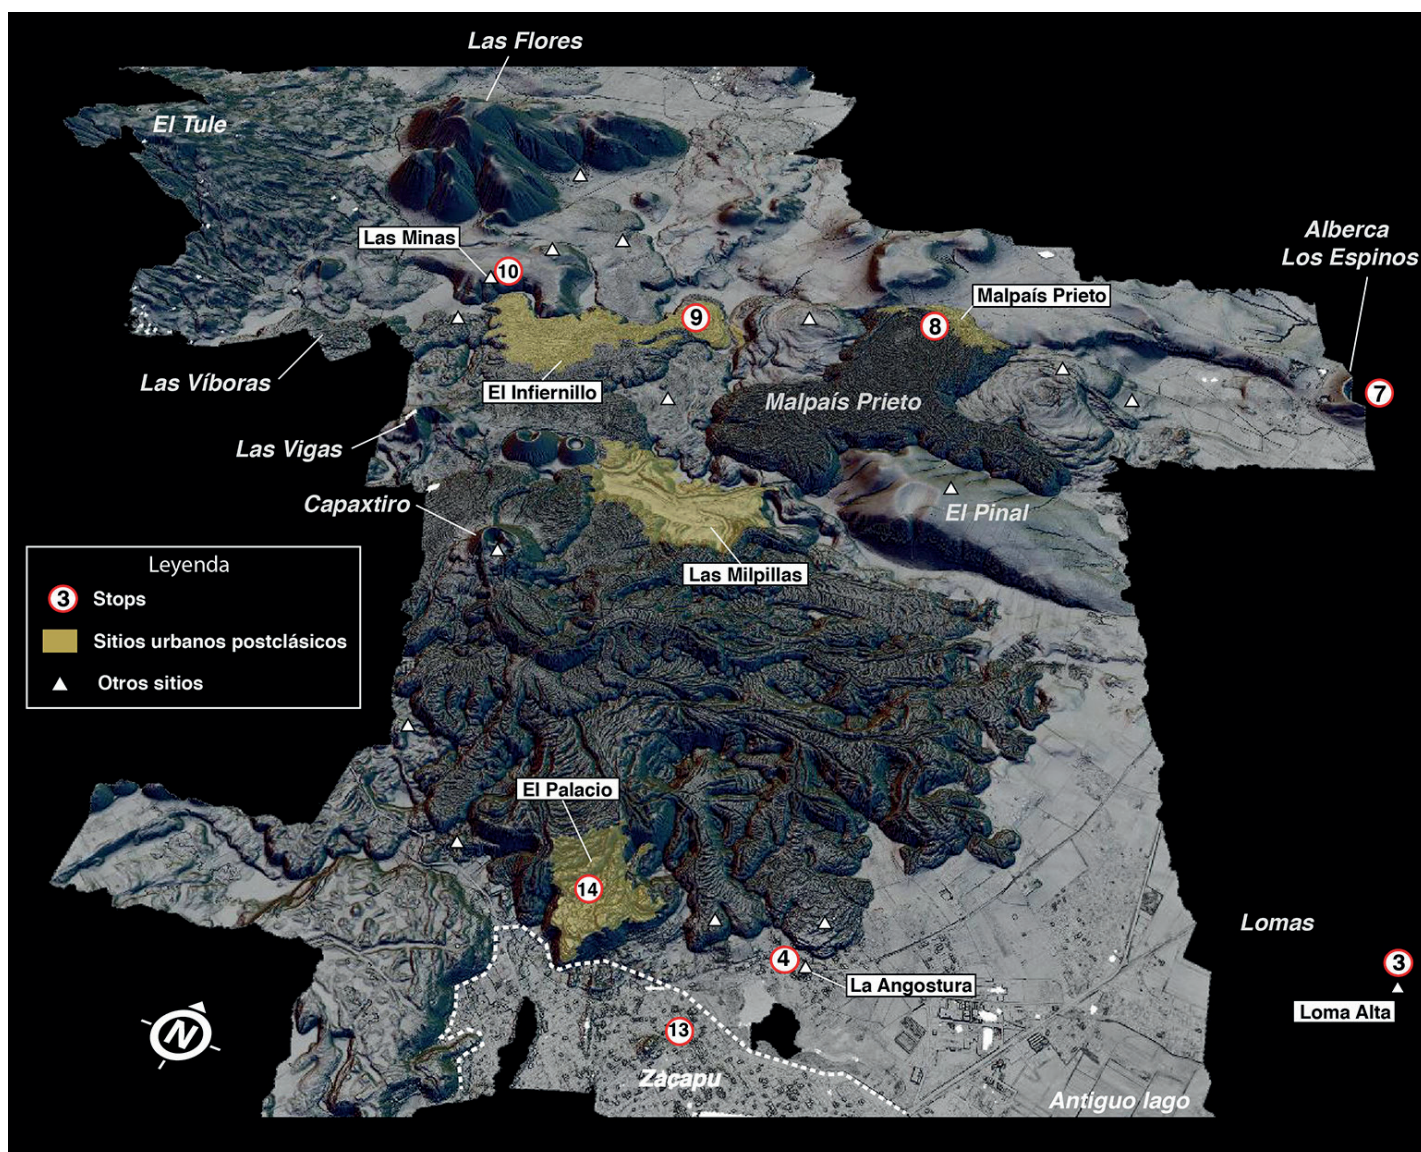 Las Flores
El Tule
Alberca
Los Espinos
Las Minas
10
Malpaís Prieto
9
8
Las Víboras
El Infiernillo
Malpaís Prieto
7
Las Vigas
Capaxtiro
El Pinal
Las Milpillas
Leyenda
3 Stops
Sitios urbanos postclásicos
Otros sitios
El Palacio
14
Lomas
4
3
La Angostura
Loma Alta
N
13
Zacapu
Antiguo lago